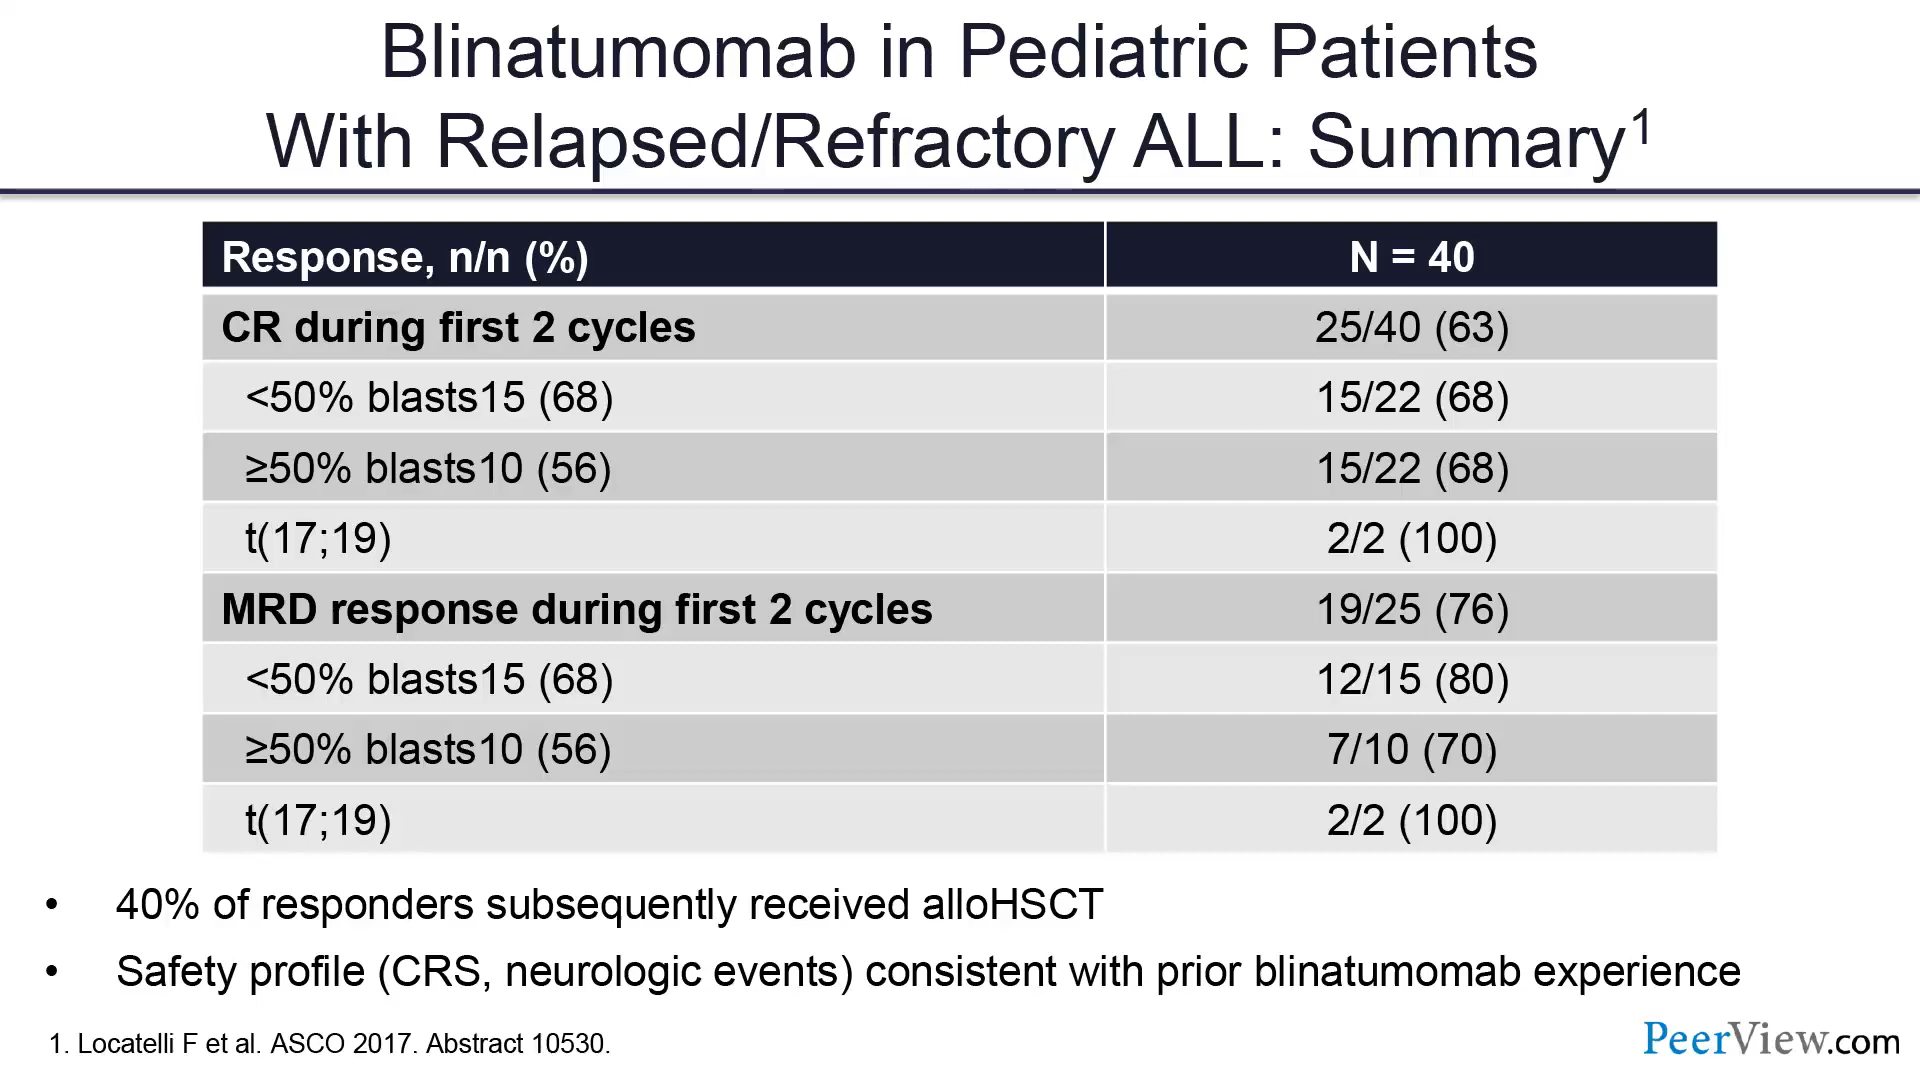 Blinatumomab in Pediatric Patients
With Relapsed/Refractory ALL: Summary1
Response, n/n (%) N = 40
CR during first 2 cycles 25/40 (63)
<50% blasts15 (68) 15/22 (68)
≥50% blasts10 (56) 15/22 (68)
t(17;19) 2/2 (100)
MRD response during first 2 cycles 19/25 (76)
<50% blasts15 (68) 12/15 (80)
≥50% blasts10 (56) 7/10 (70)
t(17;19) 2/2 (100)
• 40% of responders subsequently received alloHSCT
• Safety profile (CRS, neurologic events) consistent with prior blinatumomab experience
1. Locatelli F et al. ASCO 2017. Abstract 10530.
PeerView.com